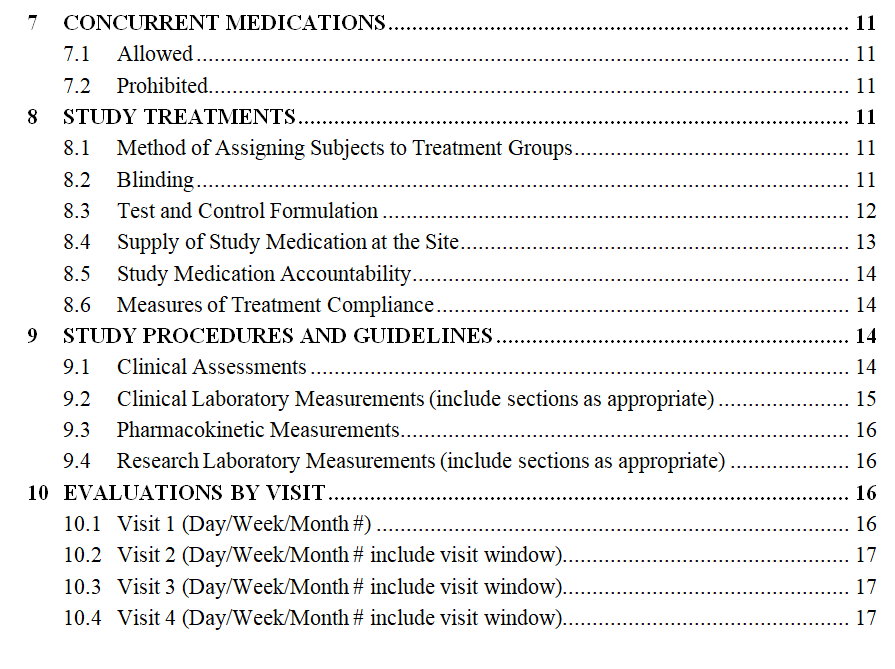 7 CONCURRENT MEDICATIONS 11
7.1 Allowed 11
7.2 Prohibited 11
8 STUDY TREATMENTS 11
8.1 Method of Assigning Subjects to Treatment Groups 11
8.2 Blinding 11
8.3 Test and Control Formulation 12
8.4 Supply of Study Medication at the Site 13
8.5 Study Medication Accountability 14
8.6 Measures of Treatment Compliance 14
9 STUDY PROCEDURES AND GUIDELINES 14
9.1 Clinical Assessments 14
9.2 Clinical Laboratory Measurements (include sections as appropriate) 15
9.3 Pharmacokinetic Measurements 16
9.4 Research Laboratory Measurements (include sections as appropriate) 16
10 EVALUATIONS BY VISIT 16
10.1 Visit 1 (Day/Week/Month #) 16
10.2 Visit 2 (Day/Week/Month # include visit window) 17
10.3 Visit 3 (Day/Week/Month # include visit window) 17
10.4 Visit 4 (Day/Week/Month # include visit window) 17